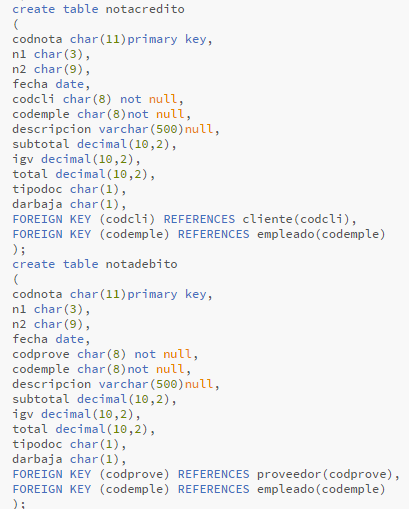 create table notacredito
(
codnota char(11)primary key,
n1 char(3),
n2 char(9),
fecha date,
codcli char(8) not null,
codemple char(8)not null,
descripcion varchar(500)null,
subtotal decimal(10,2),
igv decimal(10,2),
total decimal(10,2),
tipodoc char(1),
darbaja char(1),
FOREIGN KEY (codcli) REFERENCES cliente(codcli),
FOREIGN KEY (codemple) REFERENCES empleado(codemple)
);
create table notadebito
(
codnota char(11)primary key,
n1 char(3),
n2 char(9),
fecha date,
codprove char(8) not null,
codemple char(8)not null,
descripcion varchar(500)null,
subtotal decimal(10,2),
igv decimal(10,2),
total decimal(10,2),
tipodoc char(1),
darbaja char(1),
FOREIGN KEY (codprove) REFERENCES proveedor(codprove),
FOREIGN KEY (codemple) REFERENCES empleado(codemple)
);